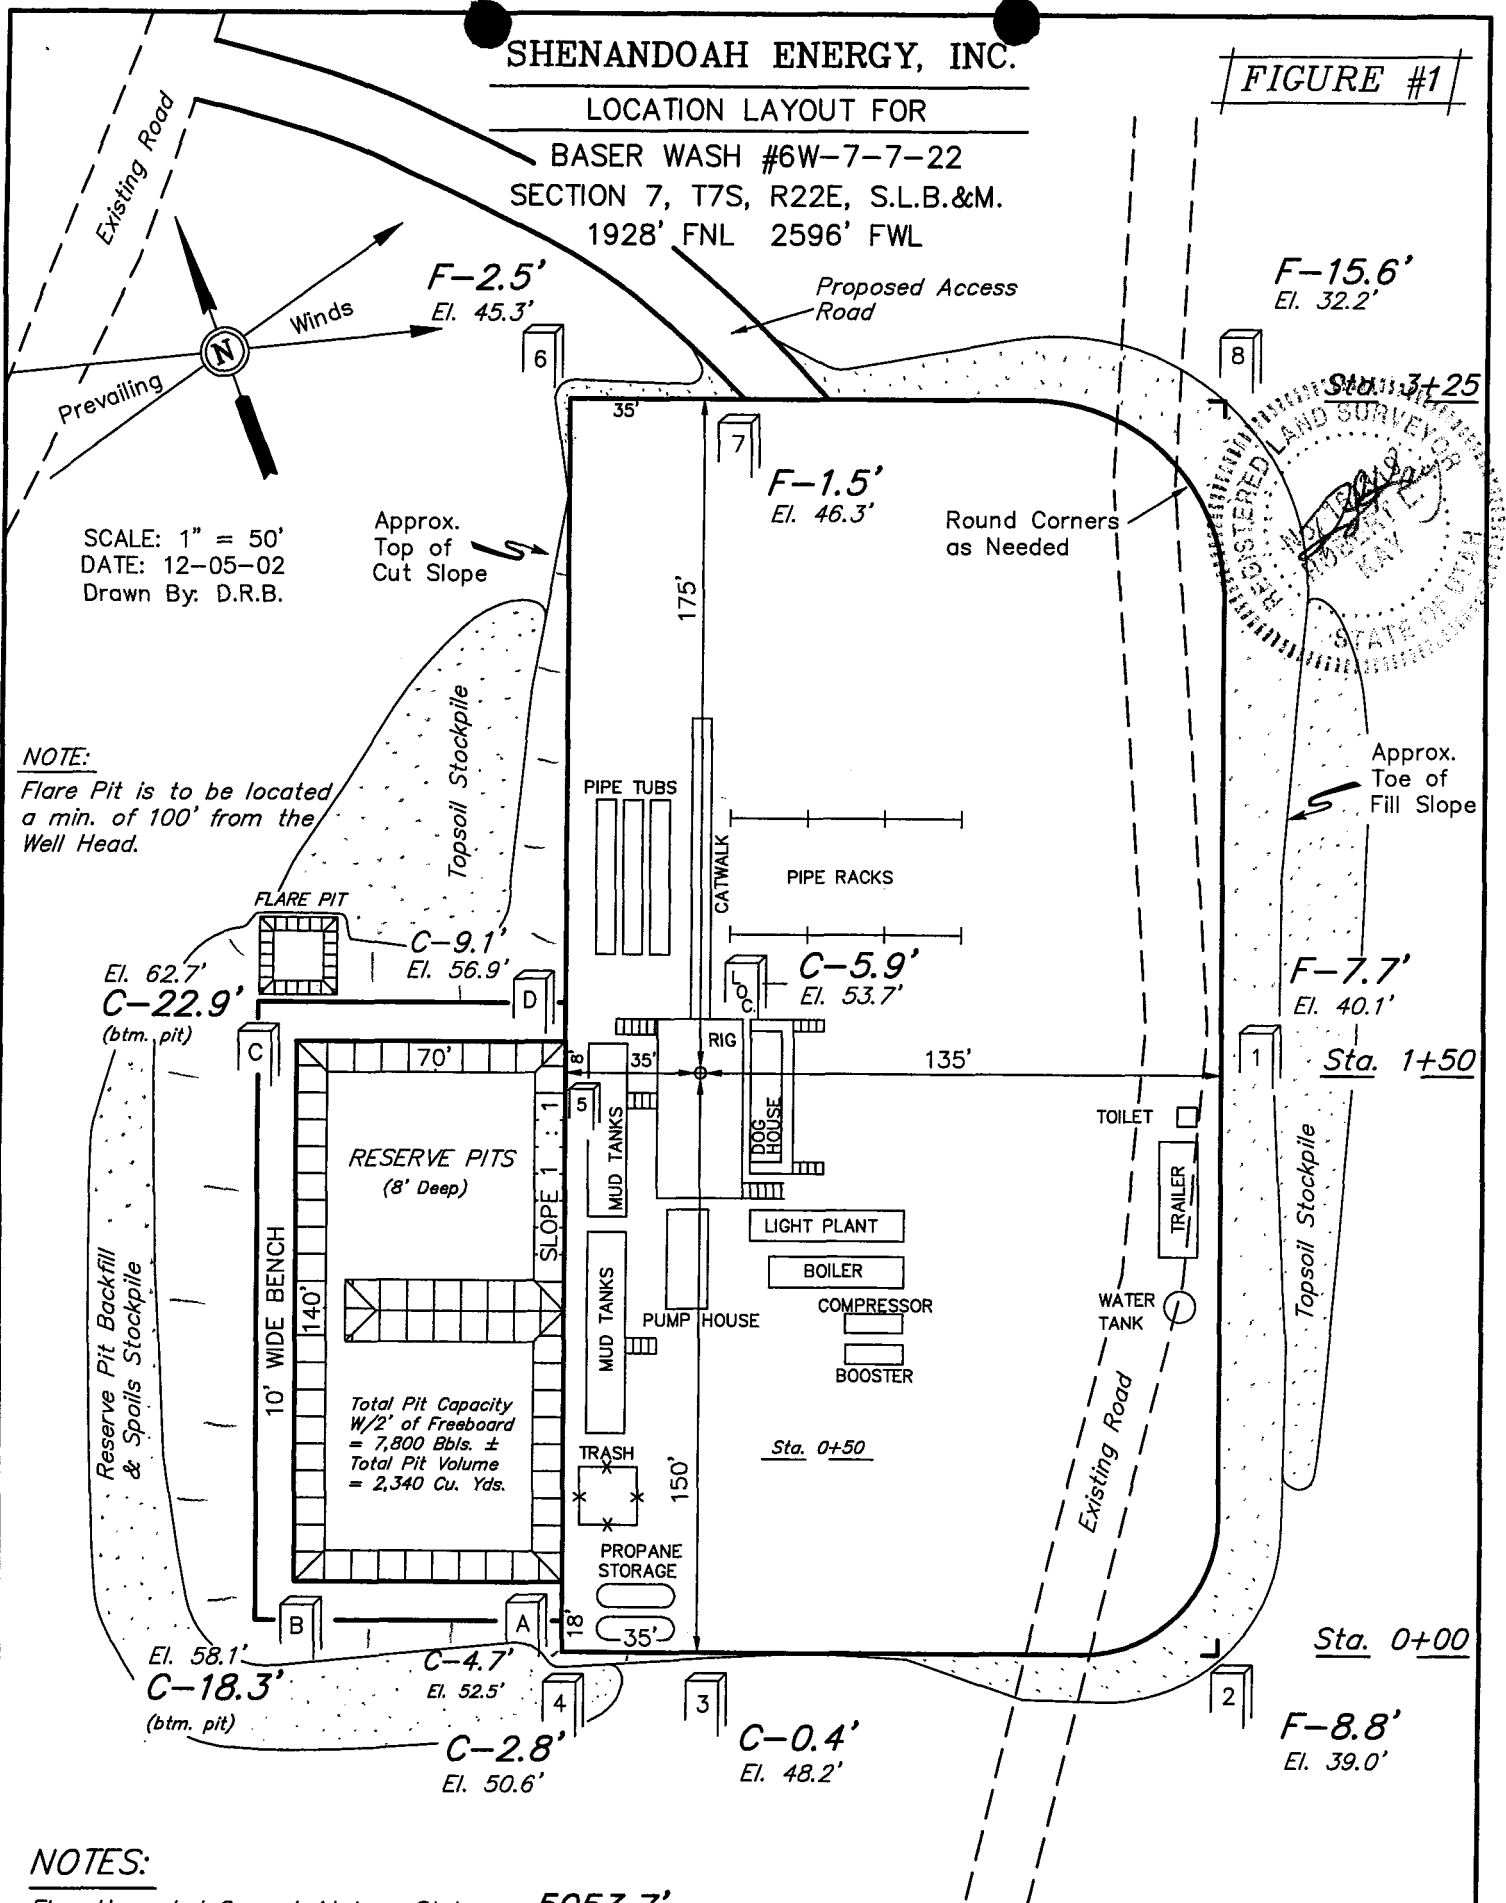 SHENANDOAH ENERGY, INC.
FIGURE #1
LOCATION LAYOUT FOR
BASER WASH #6W-7-7-22
SECTION 7, T7S, R22E, S.L.B.&M.
1928' FNL 2596' FWL
Existing Road
Winds
N
Prevailing
F-2.5'
El. 45.3'
6
Proposed Access
Road
F-15.6'
El. 32.2'
8
Sta. 3+25
35'
7
F-1.5'
El. 46.3'
REGISTERED LAND SURVEYOR
ROBERT L.
KAY
STATE OF UTAH
SCALE: 1" = 50'
DATE: 12-05-02
Drawn By: D.R.B.
Approx.
Top of
Cut Slope
Round Corners
as Needed
175'
Topsoil Stockpile
NOTE:
Flare Pit is to be located
a min. of 100' from the
Well Head.
Approx.
Toe of
Fill Slope
PIPE TUBS
CATWALK
PIPE RACKS
FLARE PIT
C-9.1'
El. 56.9'
El. 62.7'
C-22.9'
(btm. pit)
D
C
LOC.
C-5.9'
El. 53.7'
F-7.7'
El. 40.1'
1
Sta. 1+50
RIG
70'
8'
35'
135'
5
MUD TANKS
DOG
HOUSE
TOILET
TRAILER
RESERVE PITS
(8' Deep)
SLOPE 1 : 1
LIGHT PLANT
BOILER
COMPRESSOR
BOOSTER
PUMP HOUSE
MUD TANKS
WATER
TANK
Topsoil Stockpile
Reserve Pit Backfill
& Spoils Stockpile
10' WIDE BENCH
140'
Total Pit Capacity
W/2' of Freeboard
= 7,800 Bbls. ±
Total Pit Volume
= 2,340 Cu. Yds.
TRASH
Sta. 0+50
150'
Existing Road
PROPANE
STORAGE
18'
35'
B
A
Sta. 0+00
El. 58.1'
C-18.3'
(btm. pit)
C-4.7'
El. 52.5'
4
3
2
C-2.8'
El. 50.6'
C-0.4'
El. 48.2'
F-8.8'
El. 39.0'
NOTES:
5053.7'